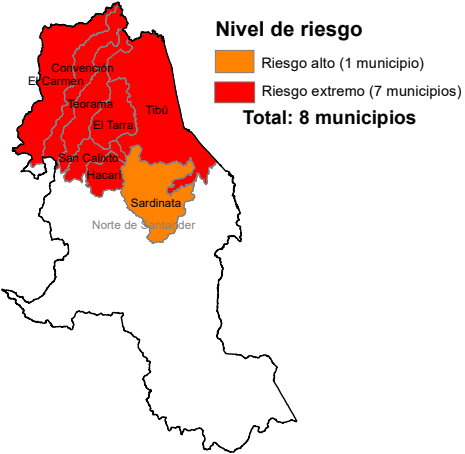 Nivel de riesgo
Riesgo alto (1 municipio)
Riesgo extremo (7 municipios)
Total: 8 municipios
Convención
El Carmen
Teorama
Tibú
El Tarra
San Calixto
Hacarí
Sardinata
Norte de Santander